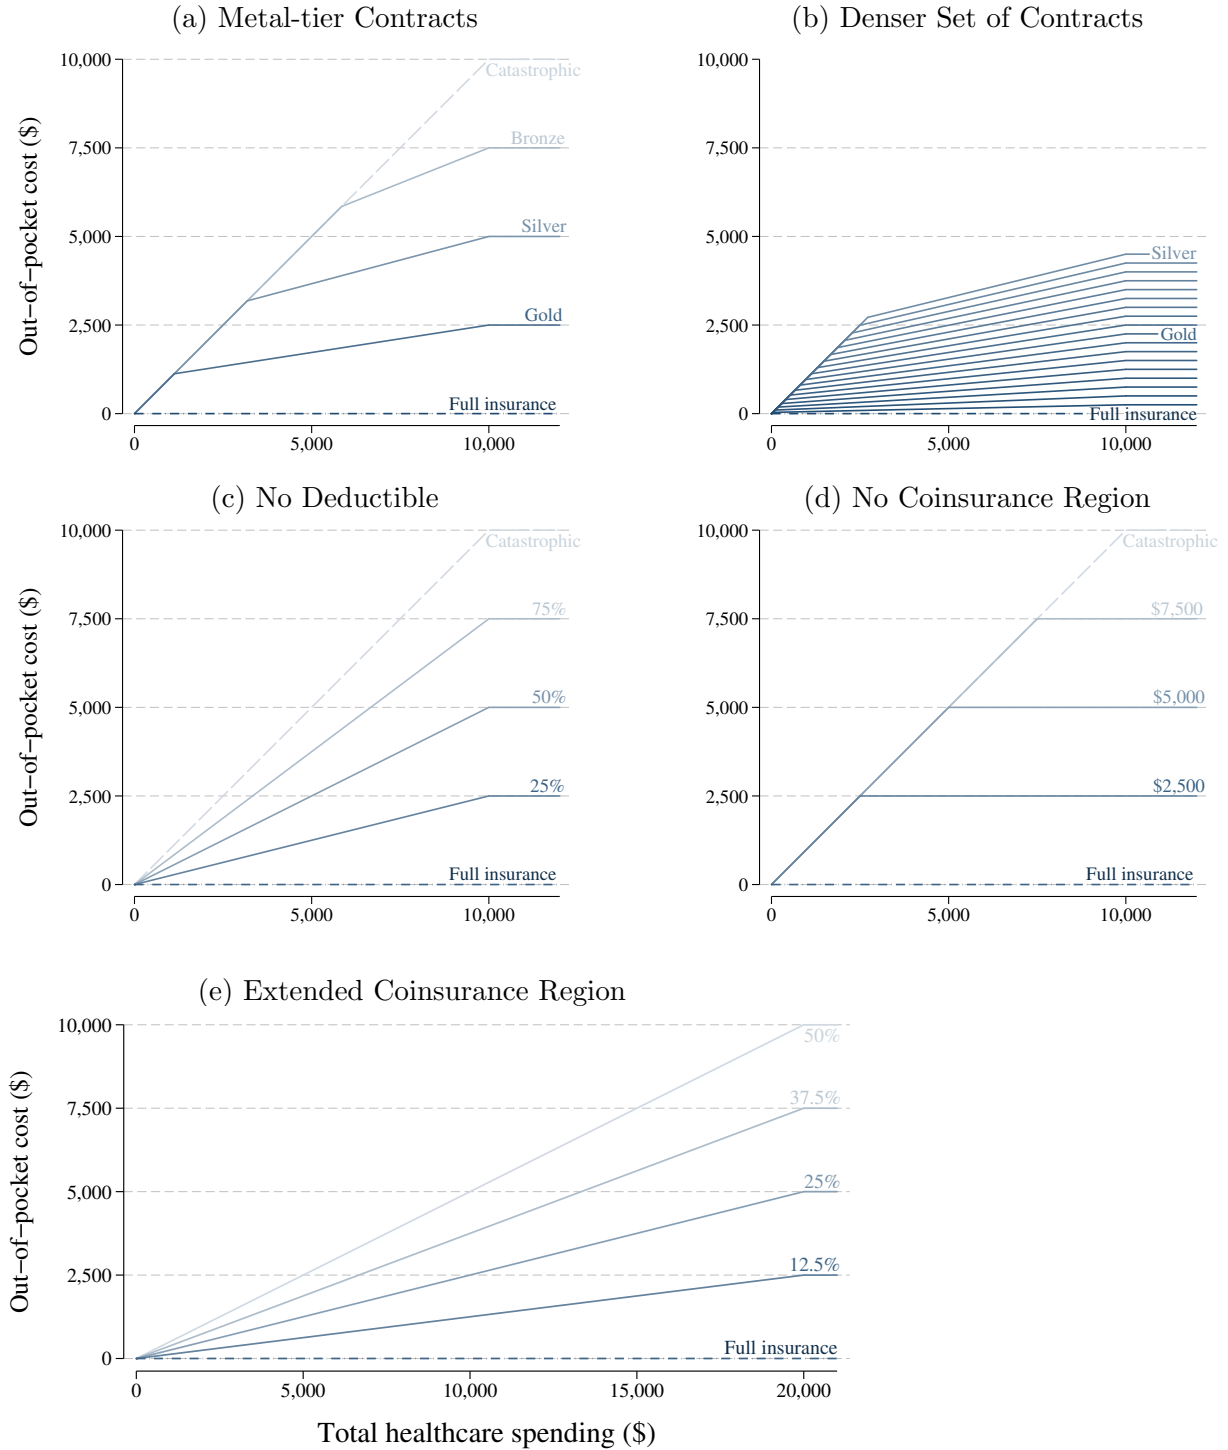 (a) Metal-tier Contracts
Out-of-pocket cost ($)
10,000
7,500
5,000
2,500
0
Catastrophic
Bronze
Silver
Gold
Full insurance
0 5,000 10,000
(b) Denser Set of Contracts
10,000
7,500
5,000
2,500
0
Silver
Gold
Full insurance
0 5,000 10,000
(c) No Deductible
Out-of-pocket cost ($)
10,000
7,500
5,000
2,500
0
Catastrophic
75%
50%
25%
Full insurance
0 5,000 10,000
(d) No Coinsurance Region
10,000
7,500
5,000
2,500
0
Catastrophic
$7,500
$5,000
$2,500
Full insurance
0 5,000 10,000
(e) Extended Coinsurance Region
Out-of-pocket cost ($)
10,000
7,500
5,000
2,500
0
50%
37.5%
25%
12.5%
Full insurance
0 5,000 10,000 15,000 20,000
Total healthcare spending ($)